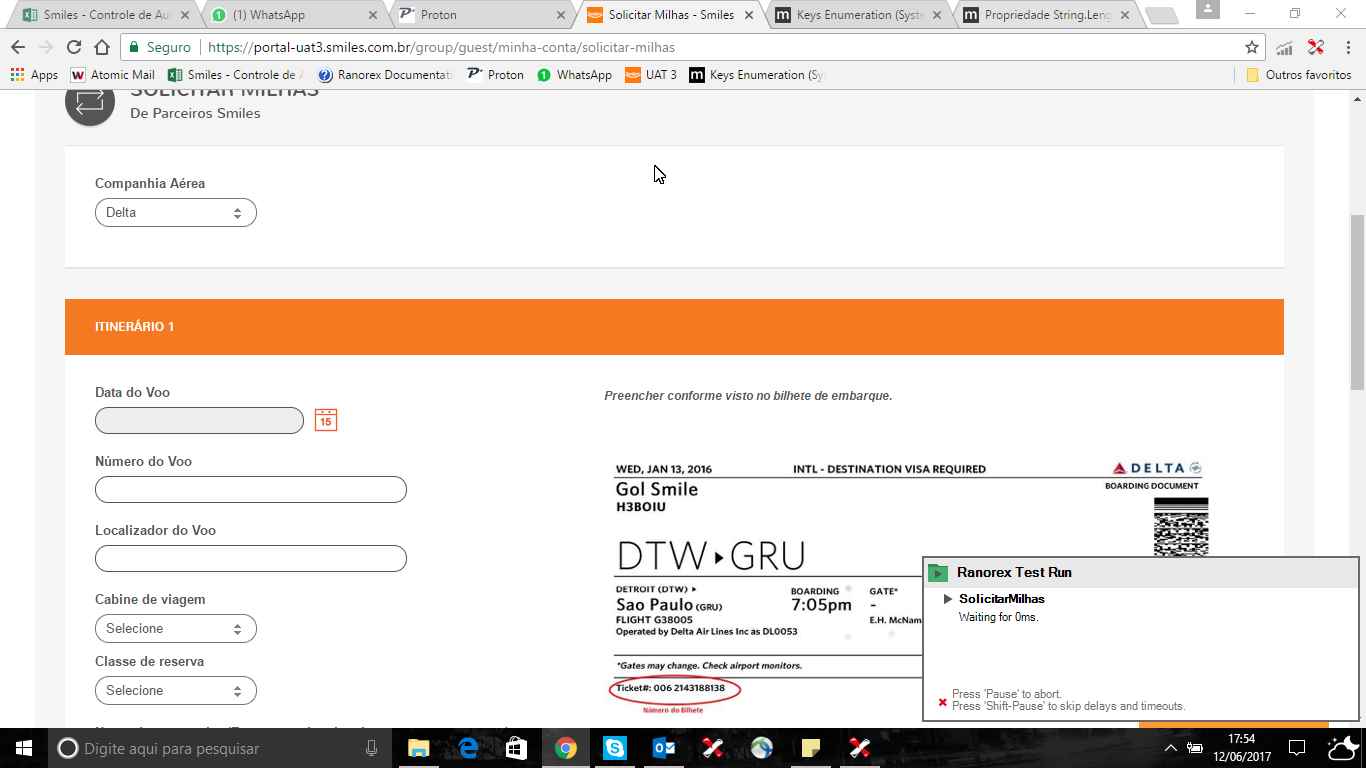 Smiles - Controle de Au
(1) WhatsApp
Proton
Solicitar Milhas - Smiles
Keys Enumeration (Syste
Propriedade String.Leng
Seguro
https://portal-uat3.smiles.com.br/group/guest/minha-conta/solicitar-milhas
Apps
Atomic Mail
Smiles - Controle de A
Ranorex Documentati
Proton
WhatsApp
UAT 3
Keys Enumeration (Sy
Outros favoritos
SOLICITAR MILHAS
De Parceiros Smiles
Companhia Aérea
Delta
ITINERÁRIO 1
Data do Voo
15
Número do Voo
Localizador do Voo
Cabine de viagem
Selecione
Classe de reserva
Selecione
Preencher conforme visto no bilhete de embarque.
WED, JAN 13, 2016
INTL - DESTINATION VISA REQUIRED
DELTA
BOARDING DOCUMENT
Gol Smile
H3BOIU
DTW GRU
DETROIT (DTW)
BOARDING
GATE*
Sao Paulo (GRU)
7:05pm
-
FLIGHT G38005
E.H. McNam
Operated by Delta Air Lines Inc as DL0053
*Gates may change. Check airport monitors.
Ticket#: 006 2143188138
Número do Bilhete
Ranorex Test Run
SolicitarMilhas
Waiting for 0ms.
Press 'Pause' to abort.
Press 'Shift-Pause' to skip delays and timeouts.
Digite aqui para pesquisar
17:54
12/06/2017